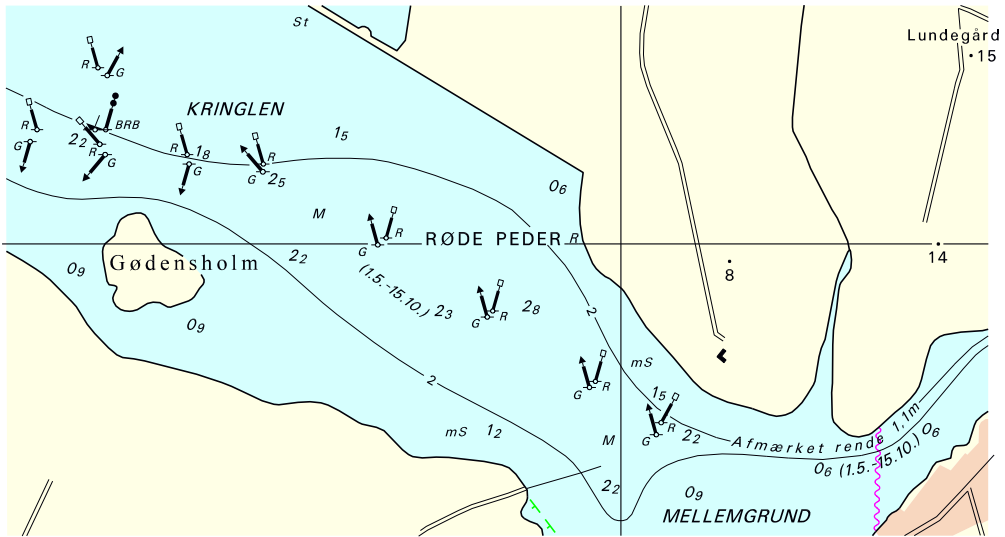 St
Lundegård
15
R
G
KRINGLEN
R
BRB
1₅
2₂
G
R
G
R
1₈
G
R
G
2₅
0₆
M
R
G
RØDE PEDER
R
2₂
Gødensholm
14
8
0₉
(1.5.-15.10.)
2₃
2₈
G
R
2
0₉
mS
R
G
2
1₅
mS
1₂
M
G
R
2₂
Afmærket rende 1,1m
0₆
0₆
(1.5.-15.10.)
2₂
0₉
MELLEMGRUND